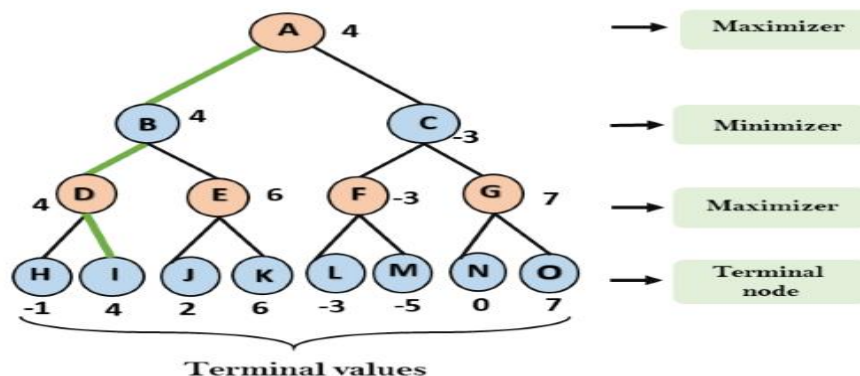 A 4 Maximizer
B 4 C -3 Minimizer
D 4 E 6 F -3 G 7 Maximizer
H I J K L M N O Terminal
node
-1 4 2 6 -3 -5 0 7
Terminal values